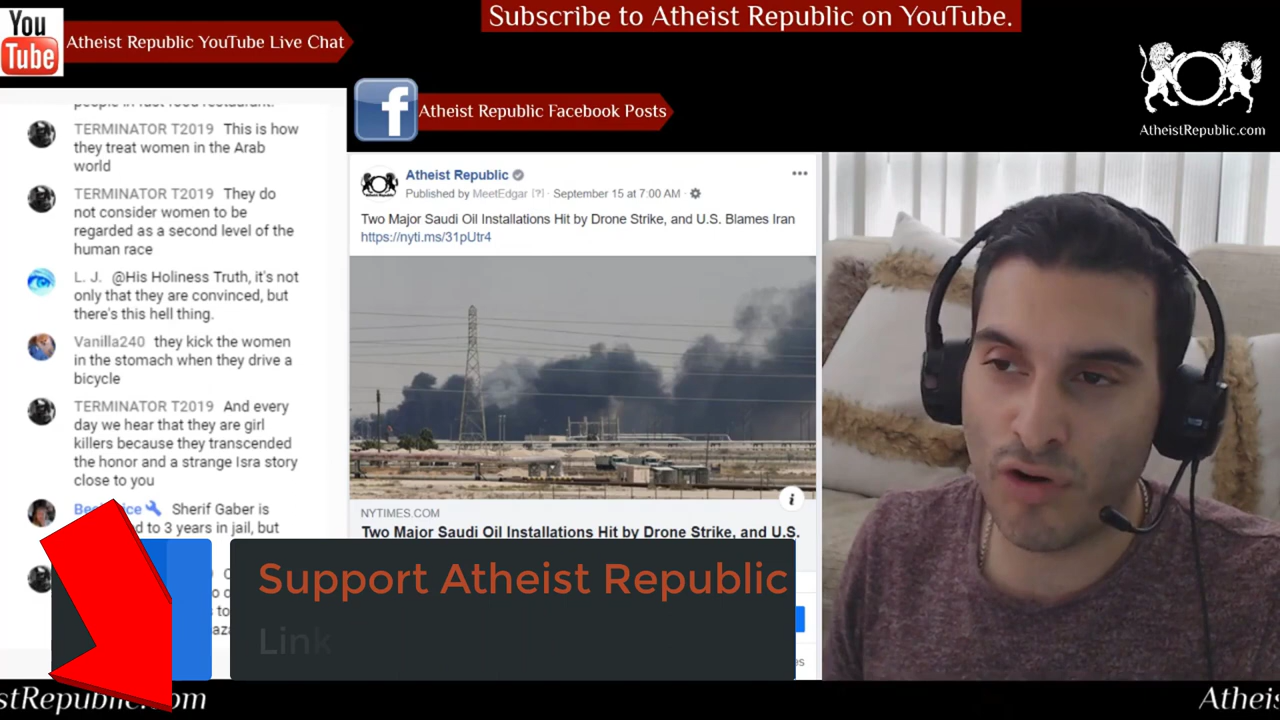 Subscribe to Atheist Republic on YouTube.
You
Tube
Atheist Republic YouTube Live Chat
AtheistRepublic.com
Atheist Republic Facebook Posts
people in fast food restaurant.
TERMINATOR T2019 This is how
they treat women in the Arab
world
TERMINATOR T2019 They do
not consider women to be
regarded as a second level of the
human race
L. J. @His Holiness Truth, it's not
only that they are convinced, but
there's this hell thing.
Vanilla240 they kick the women
in the stomach when they drive a
bicycle
TERMINATOR T2019 And every
day we hear that they are girl
killers because they transcended
the honor and a strange Isra story
close to you
Sherif Gaber is
to 3 years in jail, but
Atheist Republic
Published by MeetEdgar [?] · September 15 at 7:00 AM ·
Two Major Saudi Oil Installations Hit by Drone Strike, and U.S. Blames Iran
https://nyti.ms/31pUtr4
NYTIMES.COM
Two Major Saudi Oil Installations Hit by Drone Strike, and U.S.
Support Atheist Republic
Link
stRepublic.com
Atheis